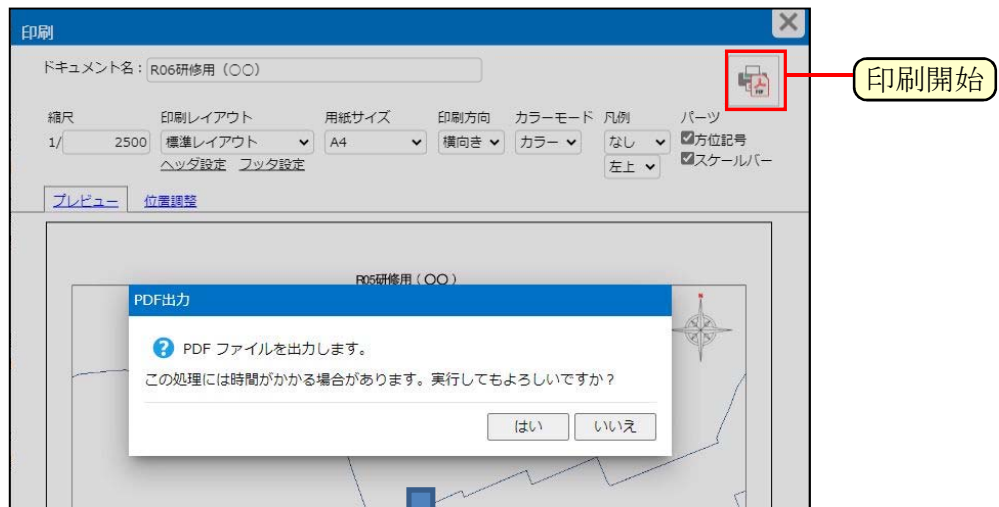 印刷
ドキュメント名：R06研修用（〇〇）
PDF
印刷開始
縮尺 印刷レイアウト 用紙サイズ 印刷方向 カラーモード 凡例 パーツ
1/ 2500 標準レイアウト A4 横向き カラー なし 方位記号
ヘッダ設定 フッタ設定 左上 スケールバー
プレビュー 位置調整
R05研修用（〇〇）
PDF出力
PDF ファイルを出力します。
この処理には時間がかかる場合があります。実行してもよろしいですか？
はい いいえ